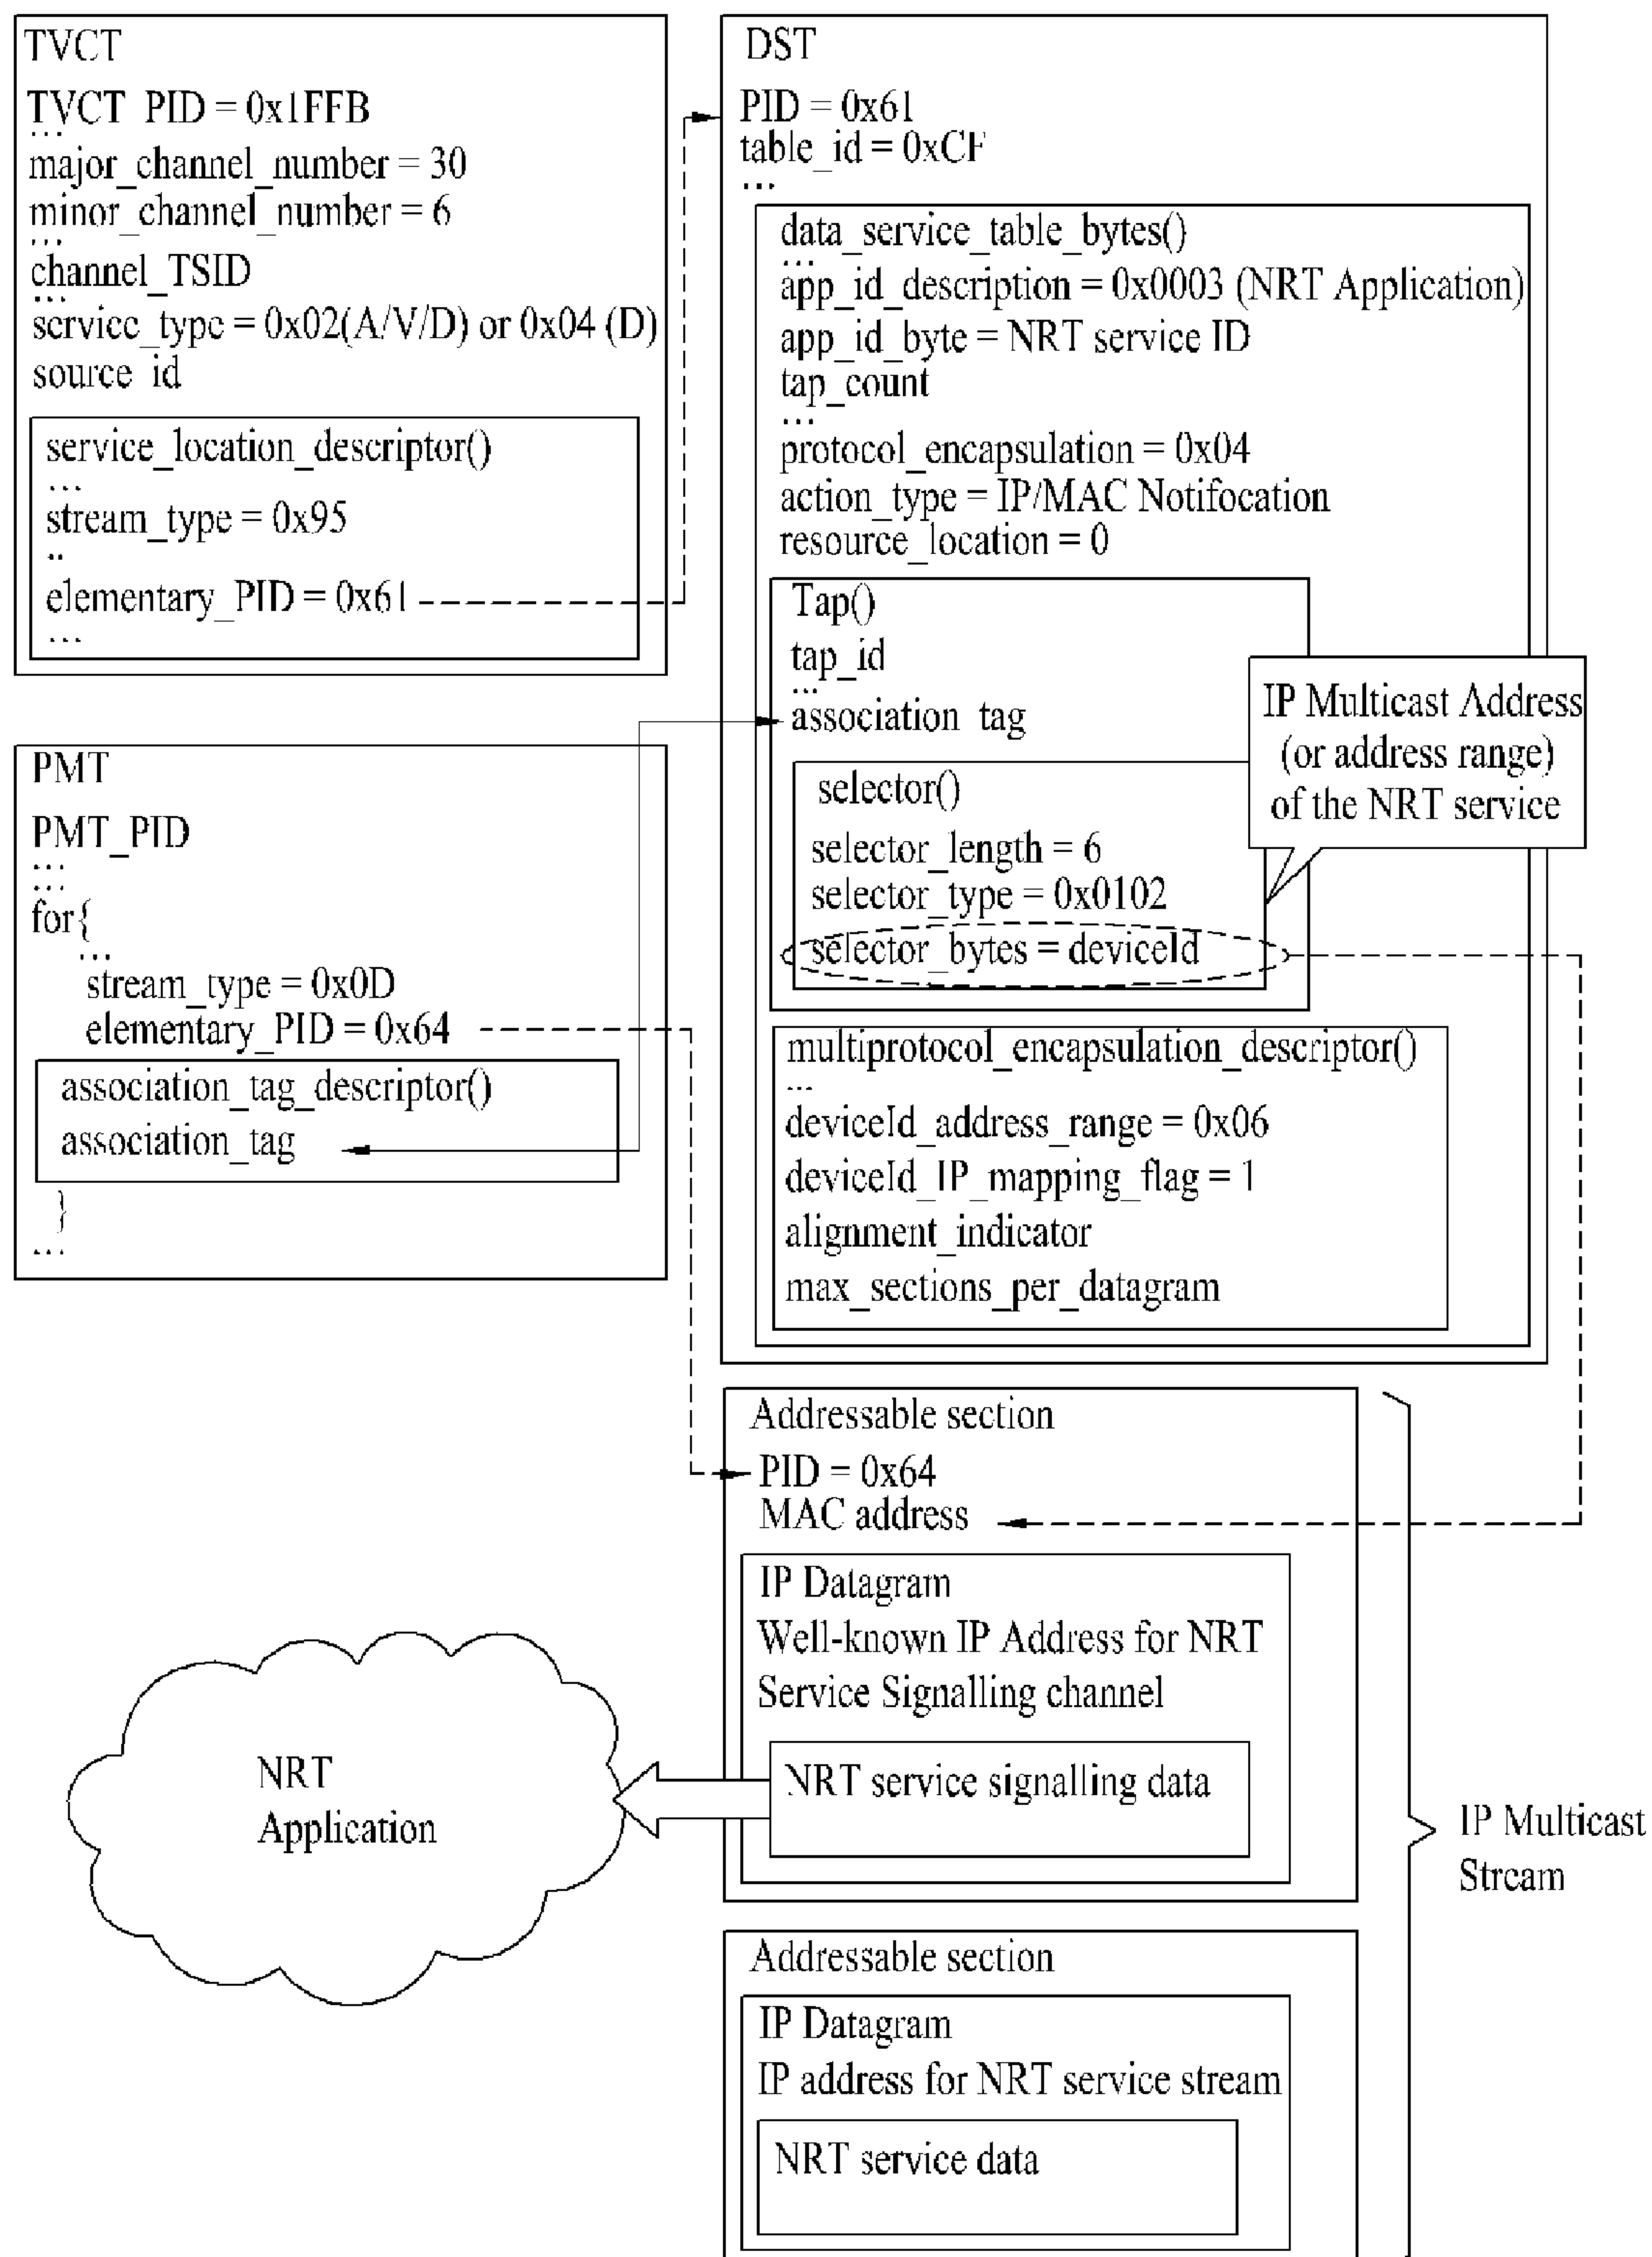 TVCT
TVCT_PID = 0x1FFB
...
major_channel_number = 30
minor_channel_number = 6
...
channel_TSID
...
service_type = 0x02(A/V/D) or 0x04 (D)
source_id
service_location_descriptor()
...
stream_type = 0x95
..
elementary_PID = 0x61
...
PMT
PMT_PID
...
...
for{
...
stream_type = 0x0D
elementary_PID = 0x64
association_tag_descriptor()
association_tag
}
...
DST
PID = 0x61
table_id = 0xCF
...
data_service_table_bytes()
...
app_id_description = 0x0003 (NRT Application)
app_id_byte = NRT service ID
tap_count
...
protocol_encapsulation = 0x04
action_type = IP/MAC Notifocation
resource_location = 0
Tap()
tap_id
...
association_tag
selector()
selector_length = 6
selector_type = 0x0102
selector_bytes = deviceId
IP Multicast Address
(or address range)
of the NRT service
multiprotocol_encapsulation_descriptor()
...
deviceId_address_range = 0x06
deviceId_IP_mapping_flag = 1
alignment_indicator
max_sections_per_datagram
Addressable section
PID = 0x64
MAC address
IP Datagram
Well-known IP Address for NRT
Service Signalling channel
NRT service signalling data
NRT
Application
IP Multicast
Stream
Addressable section
IP Datagram
IP address for NRT service stream
NRT service data